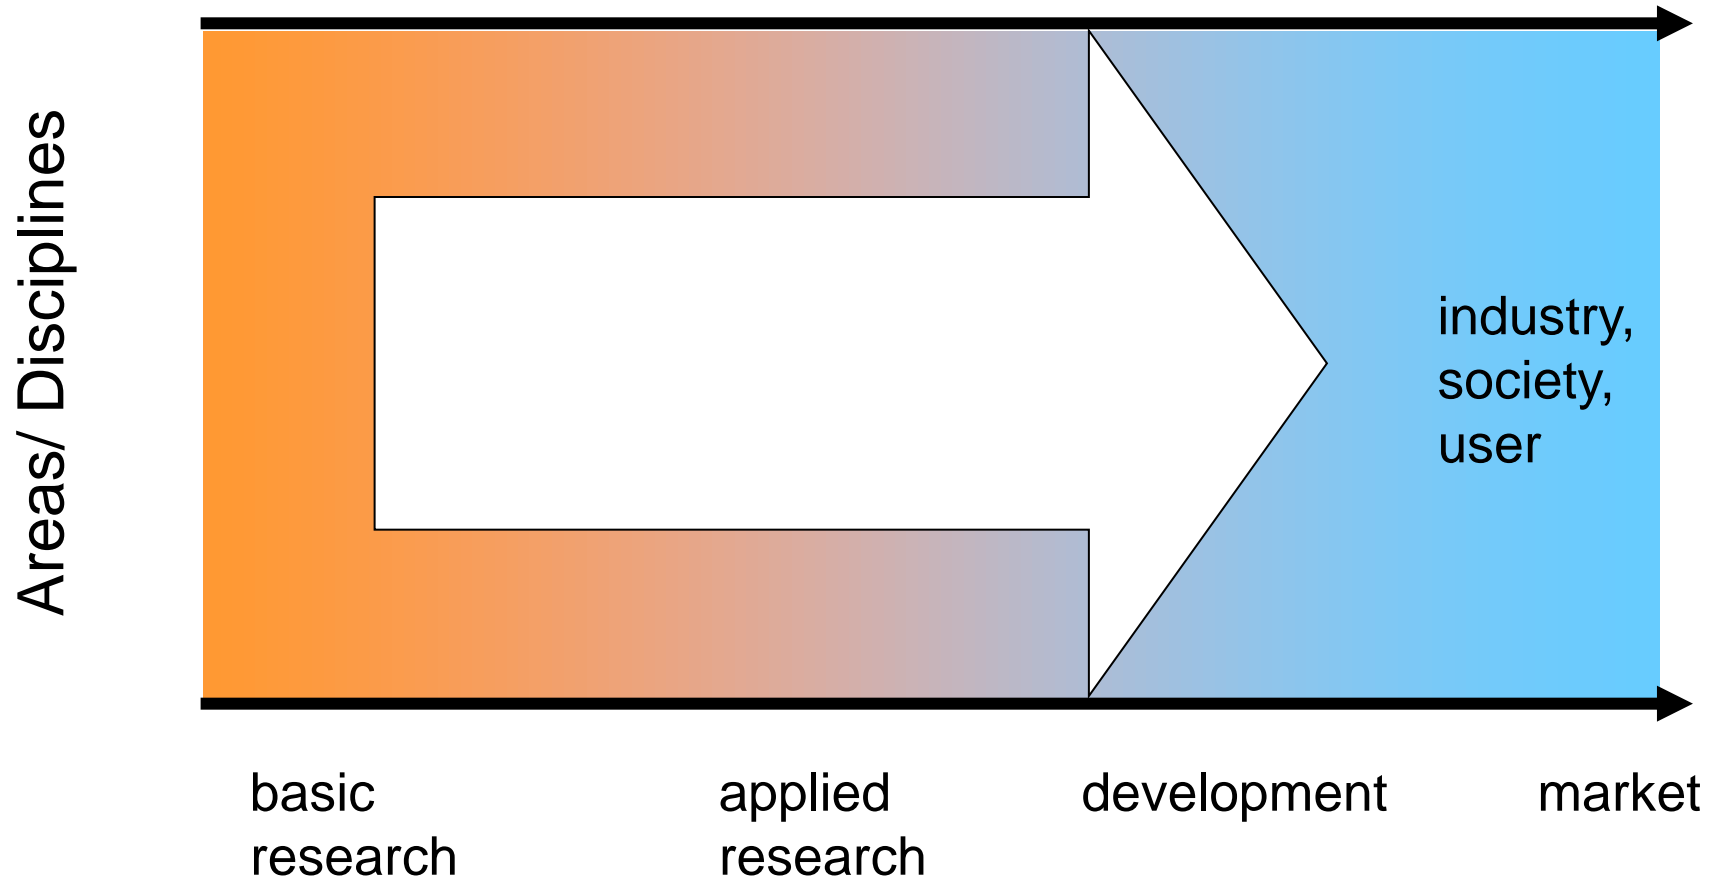 Areas/ Disciplines
industry,
society,
user
basic
research
applied
research
development
market